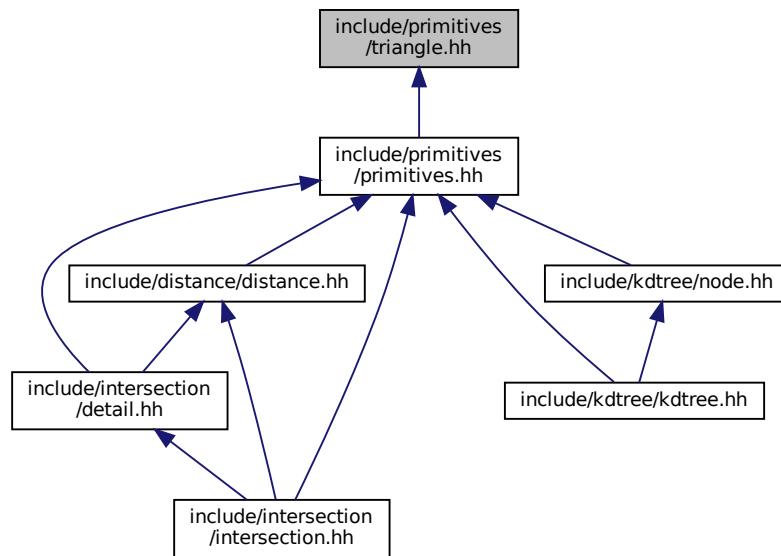 include/primitives
/triangle.hh
include/primitives
/primitives.hh
include/distance/distance.hh
include/kdtree/node.hh
include/intersection
/detail.hh
include/kdtree/kdtree.hh
include/intersection
/intersection.hh